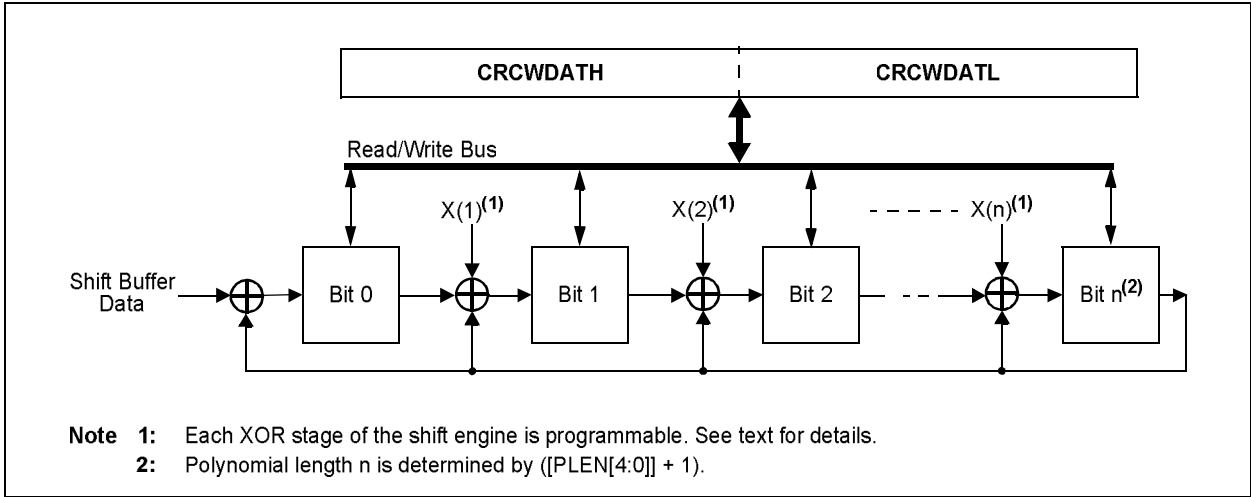 CRCWDATH CRCWDATL
Read/Write Bus
X(1)(1) X(2)(1) X(n)(1)
Shift Buffer
Data
Bit 0 Bit 1 Bit 2 Bit n(2)
Note 1: Each XOR stage of the shift engine is programmable. See text for details.
2: Polynomial length n is determined by ([PLEN[4:0]] + 1).